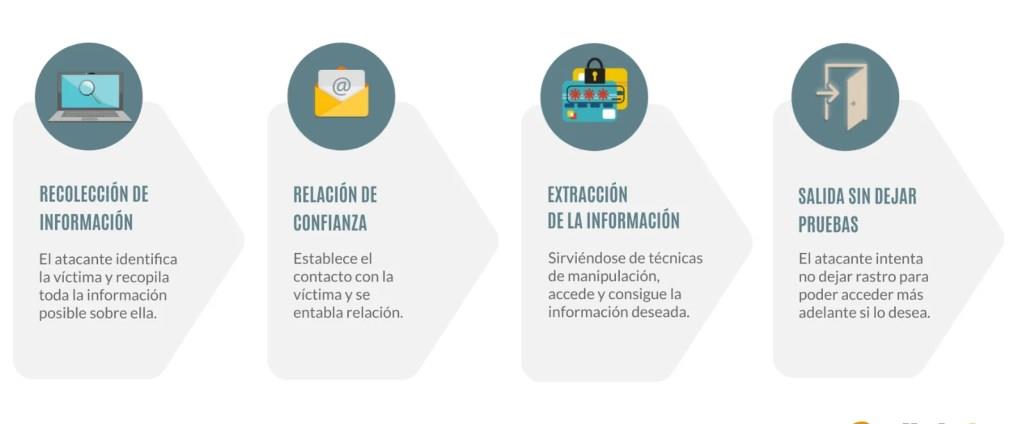 @
RECOLECCIÓN DE
INFORMACIÓN
El atacante identifica
la víctima y recopila
toda la información
posible sobre ella.
RELACIÓN DE
CONFIANZA
Establece el
contacto con la
víctima y se
entabla relación.
EXTRACCIÓN
DE LA INFORMACIÓN
Sirviéndose de técnicas
de manipulación,
accede y consigue la
información deseada.
SALIDA SIN DEJAR
PRUEBAS
El atacante intenta
no dejar rastro para
poder acceder más
adelante si lo desea.